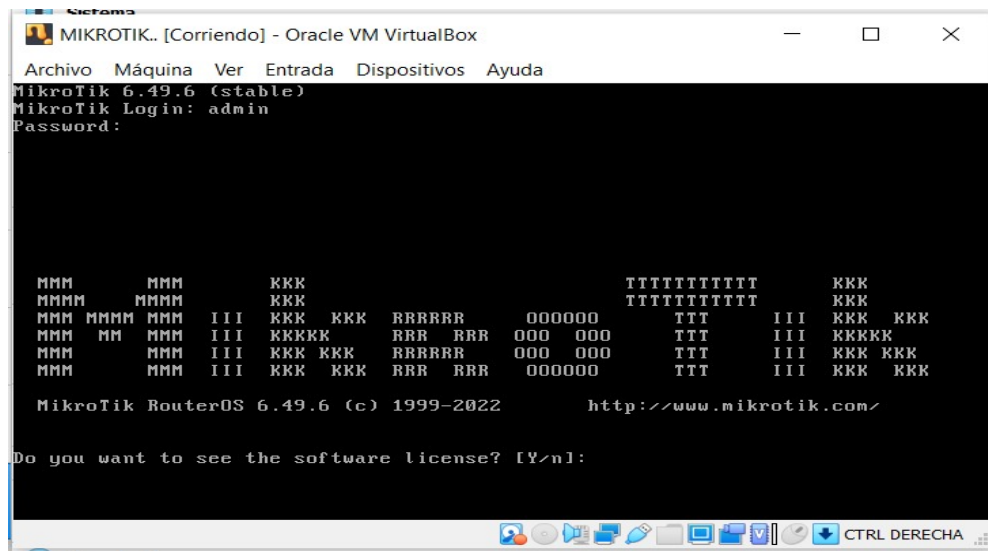 Sistema
MIKROTIK.. [Corriendo] - Oracle VM VirtualBox
Archivo Máquina Ver Entrada Dispositivos Ayuda
MikroTik 6.49.6 (stable)
MikroTik Login: admin
Password:
MMM MMM KKK TTTTTTTTTTT KKK
MMMM MMMM KKK TTTTTTTTTTT KKK
MMM MMMM MMM III KKK KKK RRRRRR OOOOOO TTT III KKK KKK
MMM MM MMM III KKKKK RRR RRR OOO OOO TTT III KKKKK
MMM MMM III KKK KKK RRRRRR OOO OOO TTT III KKK KKK
MMM MMM III KKK KKK RRR RRR OOOOOO TTT III KKK KKK
MikroTik RouterOS 6.49.6 (c) 1999-2022 http://www.mikrotik.com/
Do you want to see the software license? [Y/n]:
CTRL DERECHA